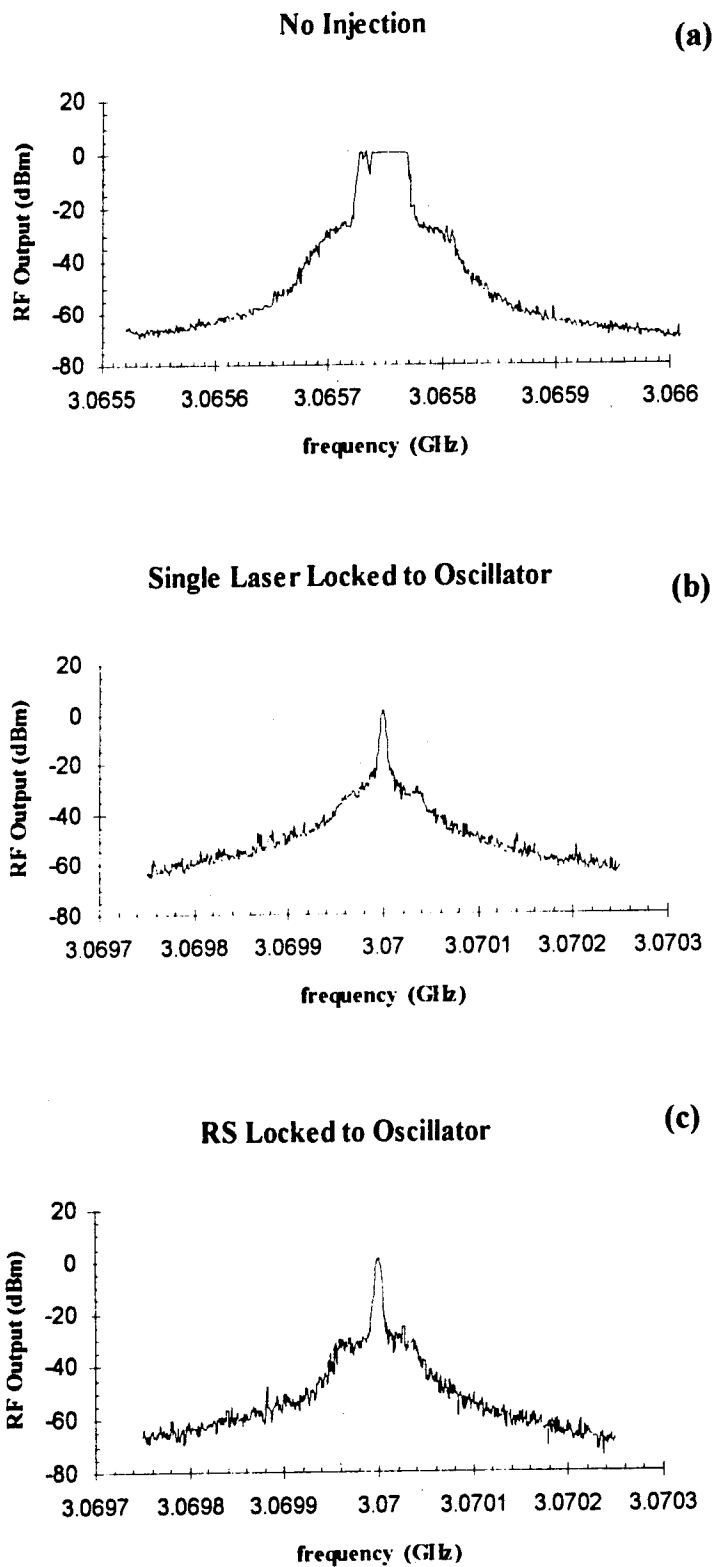 No Injection
(a)
20
0
-20
-40
-60
-80
RF Output (dBm)
3.0655 3.0656 3.0657 3.0658 3.0659 3.066
frequency (GHz)
Single Laser Locked to Oscillator
(b)
20
0
-20
-40
-60
-80
RF Output (dBm)
3.0697 3.0698 3.0699 3.07 3.0701 3.0702 3.0703
frequency (GHz)
RS Locked to Oscillator
(c)
20
0
-20
-40
-60
-80
RF Output (dBm)
3.0697 3.0698 3.0699 3.07 3.0701 3.0702 3.0703
frequency (GHz)